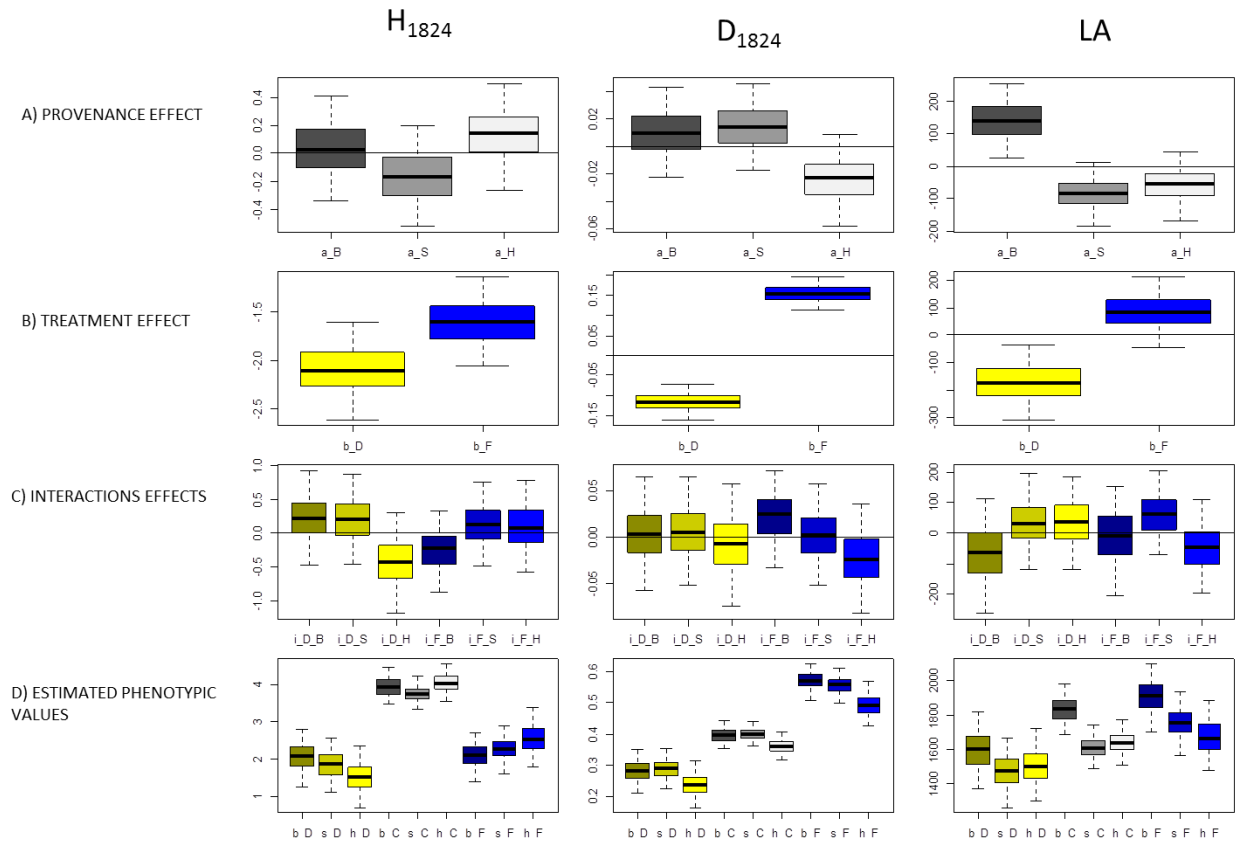 H1824 D1824 LA
A) PROVENANCE EFFECT
0.4
0.2
0.0
-0.2
-0.4
a_B a_S a_H
0.02
-0.02
-0.06
a_B a_S a_H
200
100
0
-100
-200
a_B a_S a_H
B) TREATMENT EFFECT
-1.5
-2.0
-2.5
b_D b_F
0.15
0.05
-0.05
-0.15
b_D b_F
200
100
0
-100
-300
b_D b_F
C) INTERACTIONS EFFECTS
1.0
0.5
0.0
-0.5
-1.0
i_D_B i_D_S i_D_H i_F_B i_F_S i_F_H
0.05
0.00
-0.05
i_D_B i_D_S i_D_H i_F_B i_F_S i_F_H
200
100
0
-200
i_D_B i_D_S i_D_H i_F_B i_F_S i_F_H
D) ESTIMATED PHENOTYPIC
VALUES
4
3
2
1
b D s D h D b C s C h C b F s F h F
0.6
0.5
0.4
0.3
0.2
b D s D h D b C s C h C b F s F h F
2000
1800
1600
1400
b D s D h D b C s C h C b F s F h F